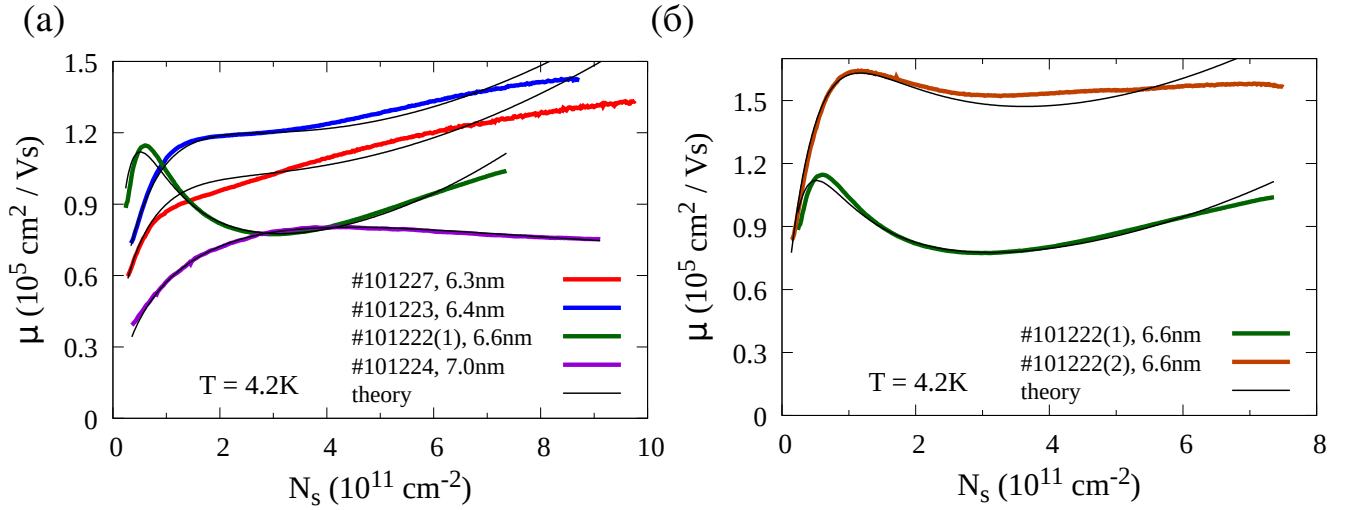 (а)
μ (10^5 cm^2 / Vs)
1.5
1.2
0.9
0.6
0.3
0
#101227, 6.3nm
#101223, 6.4nm
#101222(1), 6.6nm
#101224, 7.0nm
theory
T = 4.2K
0 2 4 6 8 10
N_s (10^11 cm^-2)
(б)
μ (10^5 cm^2 / Vs)
1.5
1.2
0.9
0.6
0.3
0
#101222(1), 6.6nm
#101222(2), 6.6nm
theory
T = 4.2K
0 2 4 6 8
N_s (10^11 cm^-2)